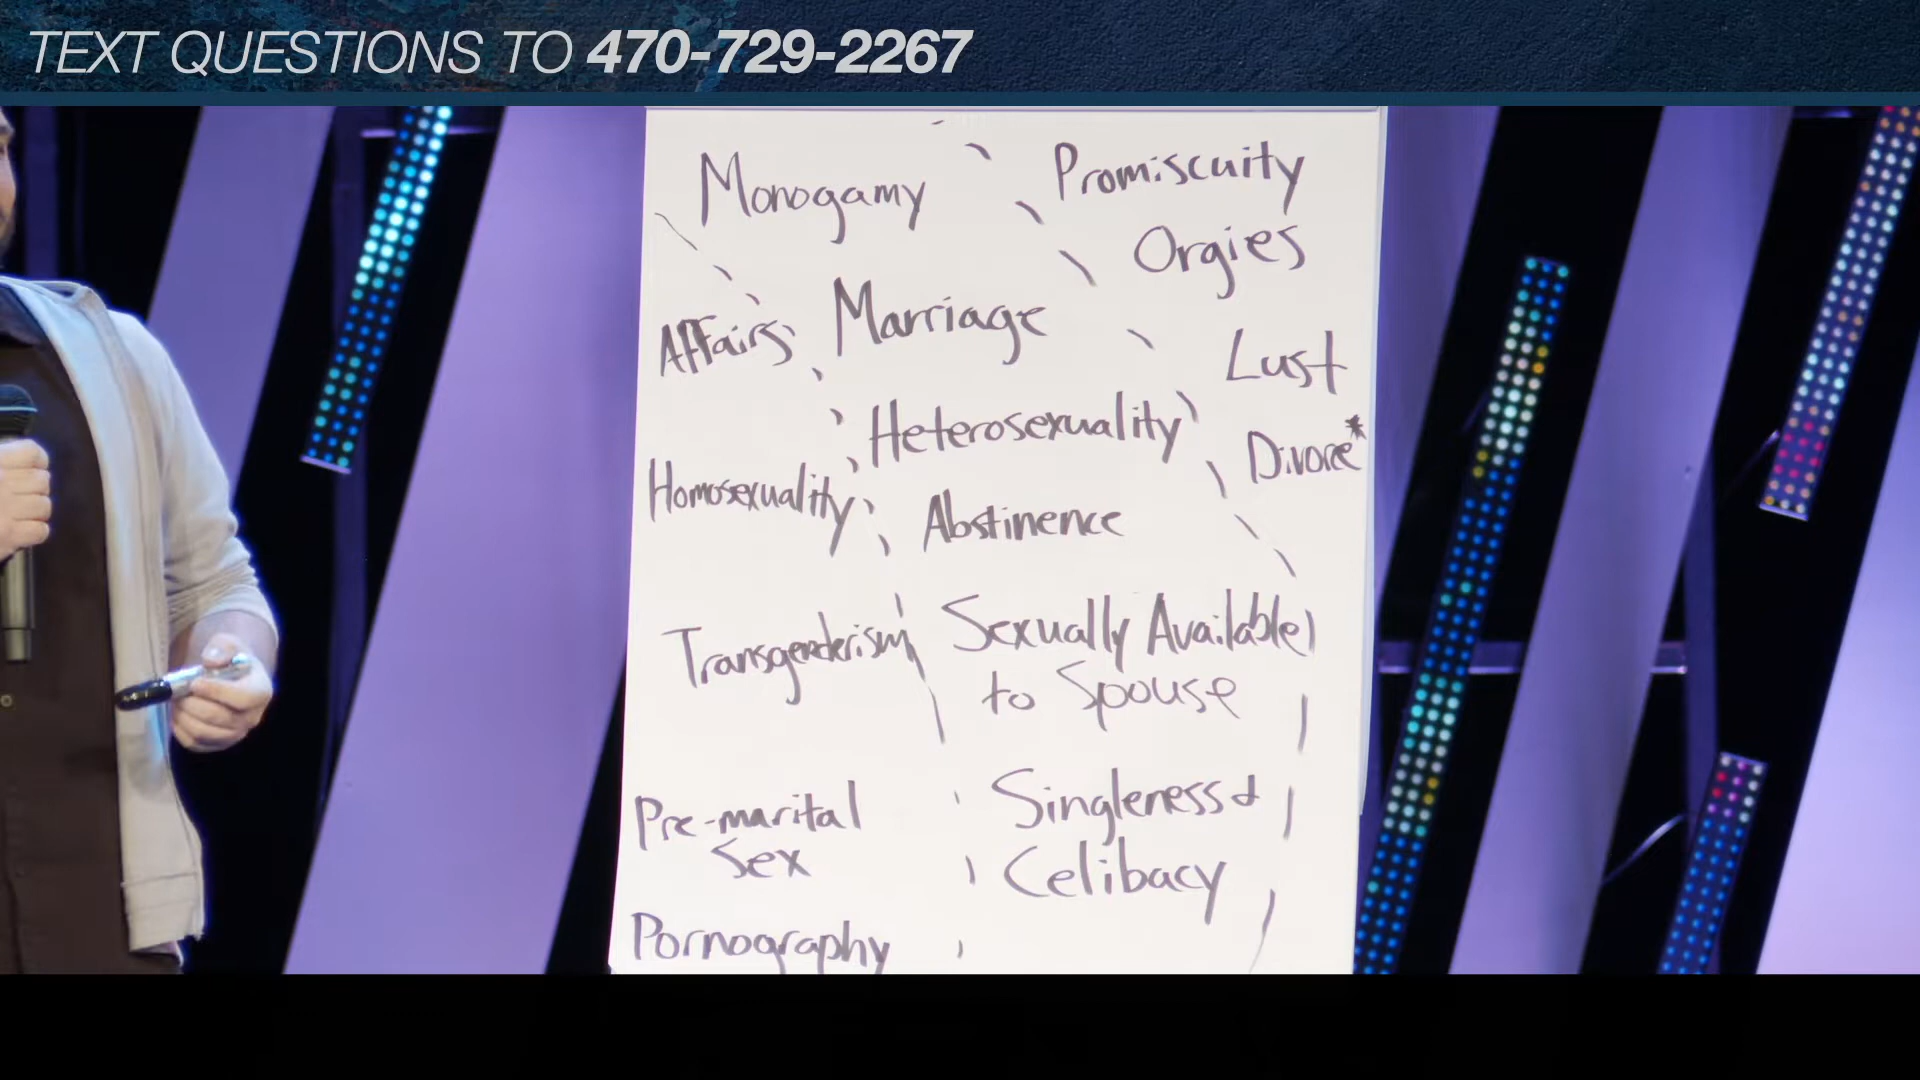 TEXT QUESTIONS TO 470-729-2267
Monogamy
Promiscuity
Orgies
Affairs
Marriage
Lust
Heterosexuality
Divorce*
Homosexuality
Abstinence
Transgenderism
Sexually Available
to Spouse
Pre-marital
Sex
Singleness &
Celibacy
Pornography